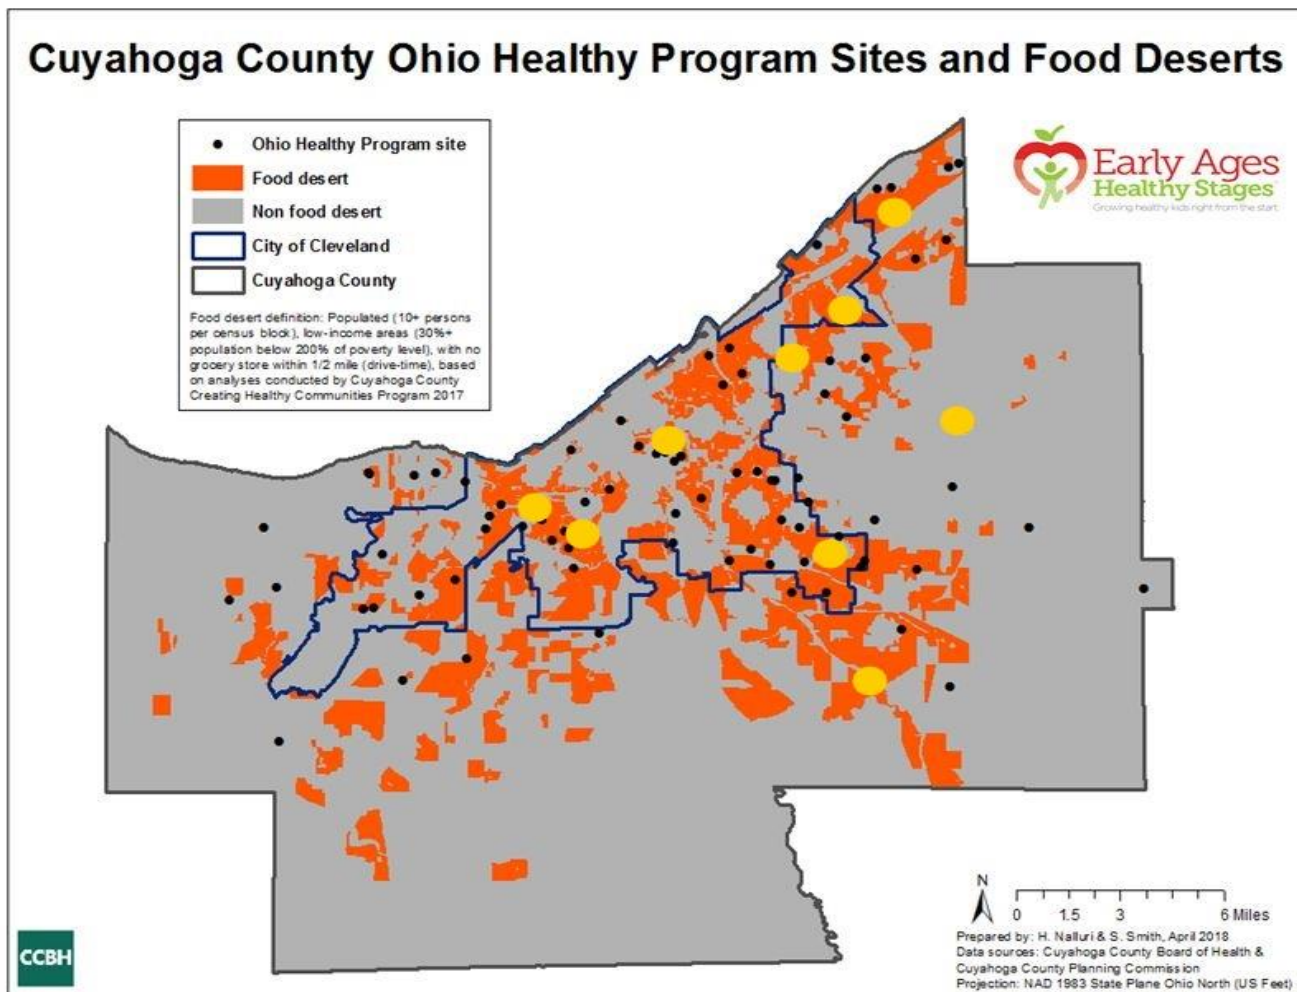 Cuyahoga County Ohio Healthy Program Sites and Food Deserts
Ohio Healthy Program site
Food desert
Non food desert
City of Cleveland
Cuyahoga County
Food desert definition: Populated (10+ persons
per census block), low-income areas (30%+
population below 200% of poverty level), with no
grocery store within 1/2 mile (drive-time), based
on analyses conducted by Cuyahoga County
Creating Healthy Communities Program 2017
Early Ages
Healthy Stages
Growing healthy kids right from the start.
N
0 1.5 3 6 Miles
Prepared by: H. Nalluri & S. Smith, April 2018
Data sources: Cuyahoga County Board of Health &
Cuyahoga County Planning Commission
Projection: NAD 1983 State Plane Ohio North (US Feet)
CCBH